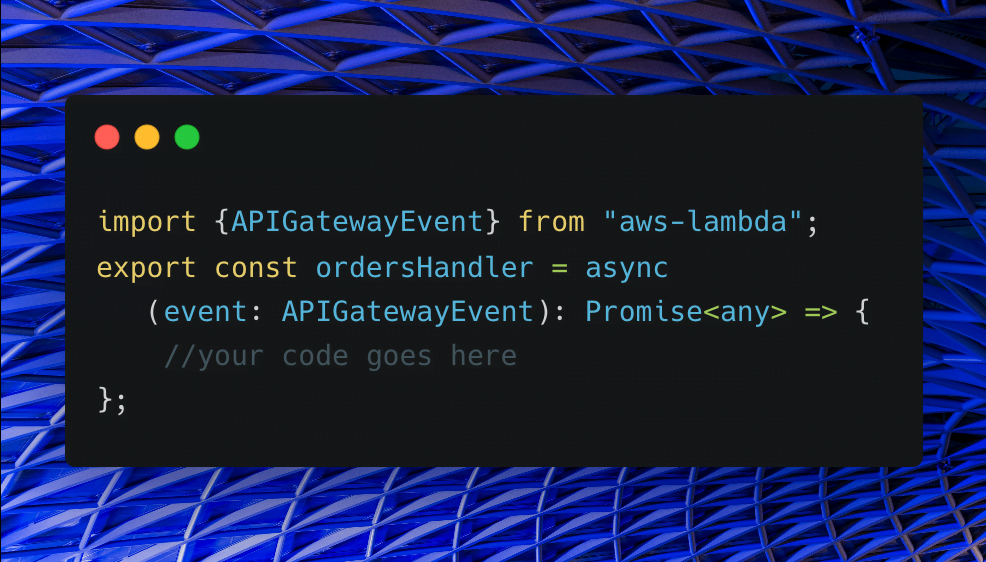 import {APIGatewayEvent} from "aws-lambda";
export const ordersHandler = async
(event: APIGatewayEvent): Promise<any> => {
//your code goes here
};